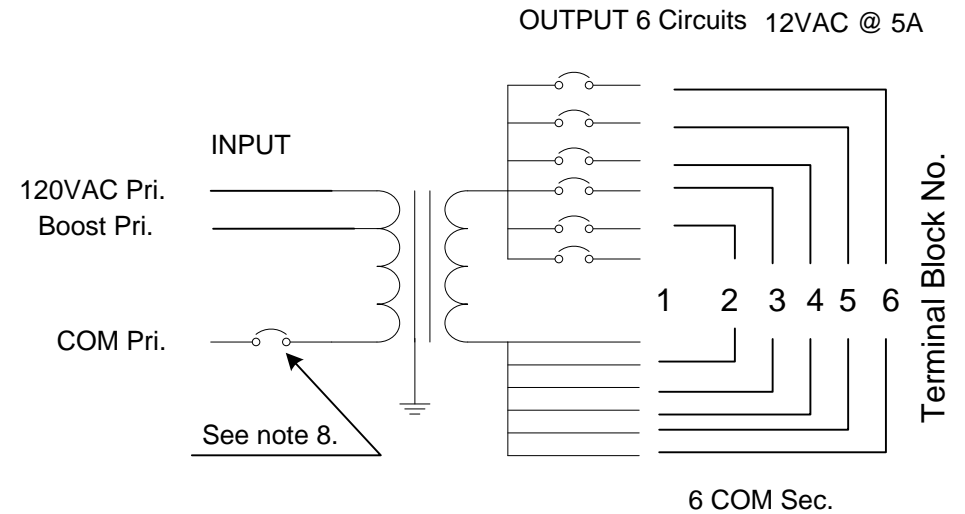 OUTPUT 6 Circuits 12VAC @ 5A
INPUT
120VAC Pri.
Boost Pri.
COM Pri.
See note 8.
1 2 3 4 5 6
Terminal Block No.
6 COM Sec.